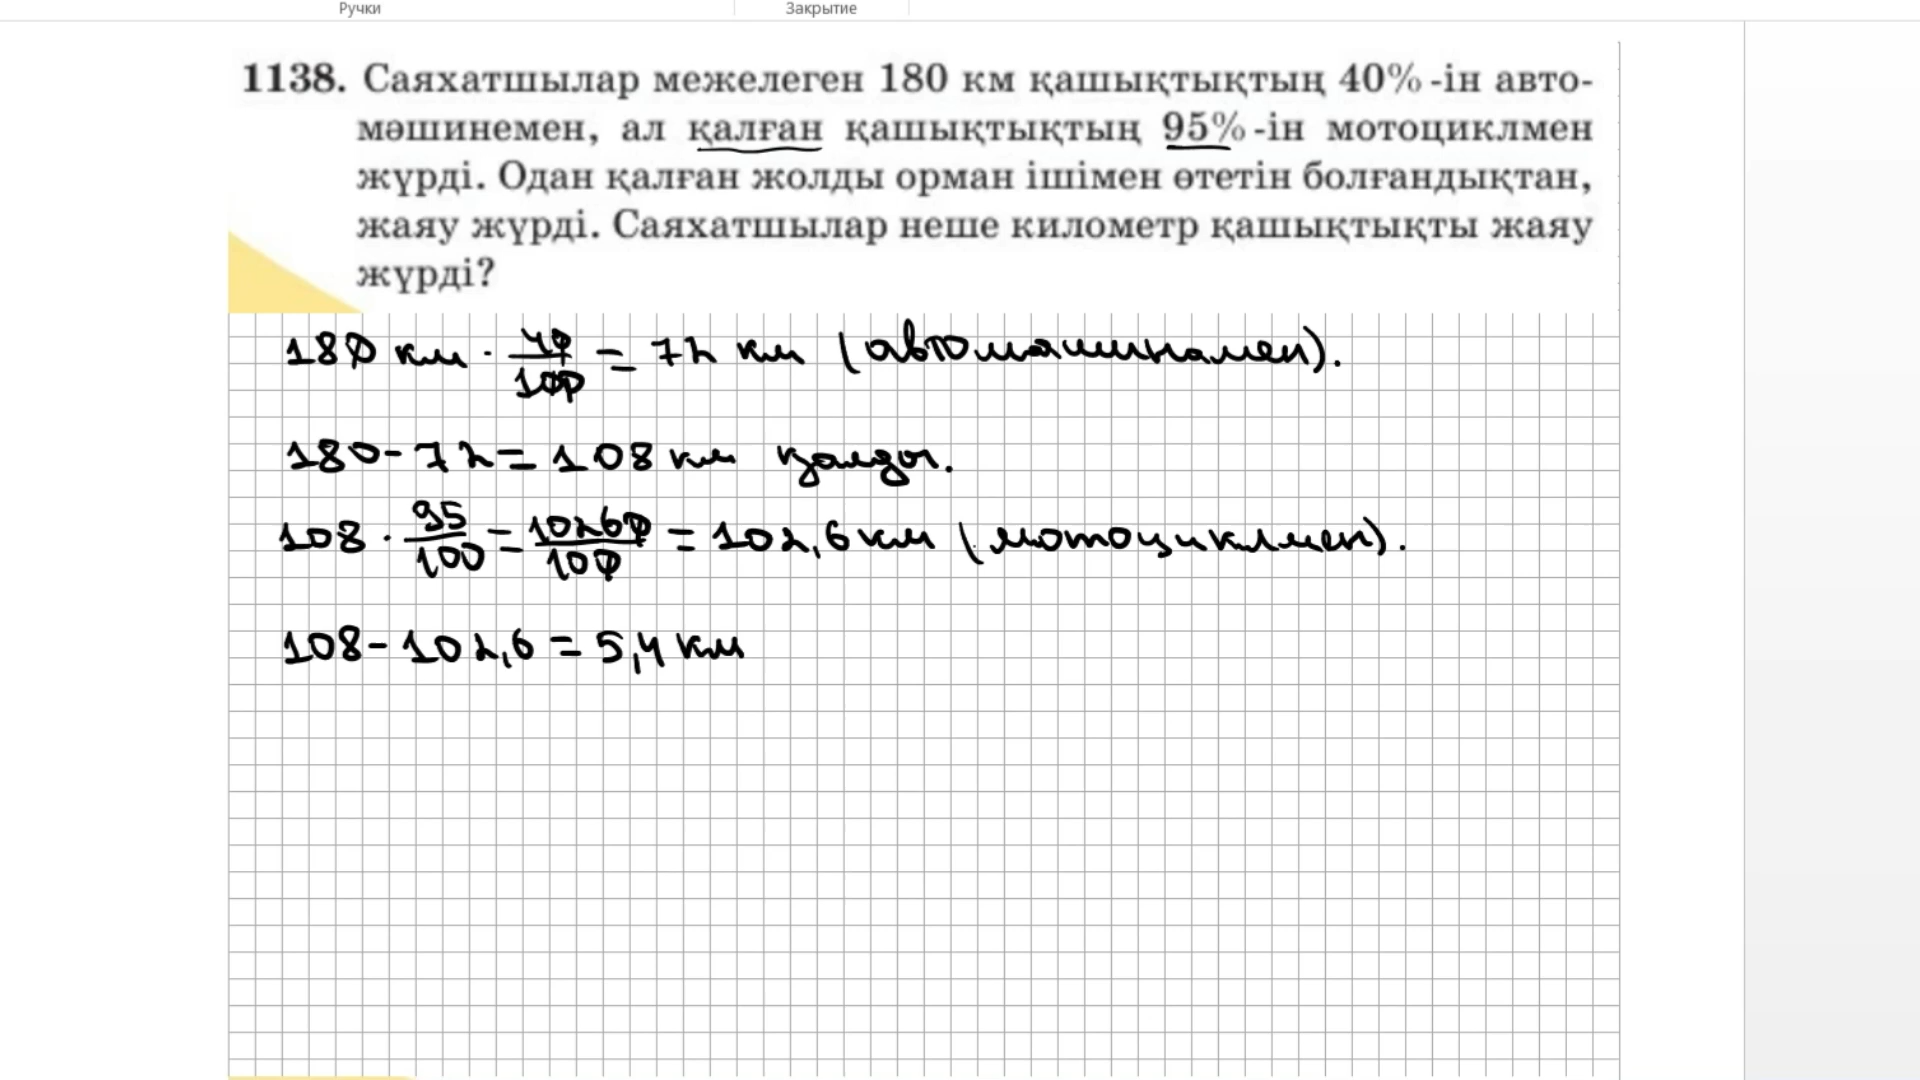 Ручки Закрытие
1138. Саяхатшылар межелеген 180 км қашықтықтың 40%-ін авто-
мәшинемен, ал қалған қашықтықтың 95%-ін мотоциклмен
жүрді. Одан қалған жолды орман ішімен өтетін болғандықтан,
жаяу жүрді. Саяхатшылар неше километр қашықтықты жаяу
жүрді?
180 км · 40/100 = 72 км (автомашинамен).
180-72=108 км қалды.
108 · 95/100 = 10260/100 = 102,6 км (мотоциклмен).
108-102,6 = 5,4 км